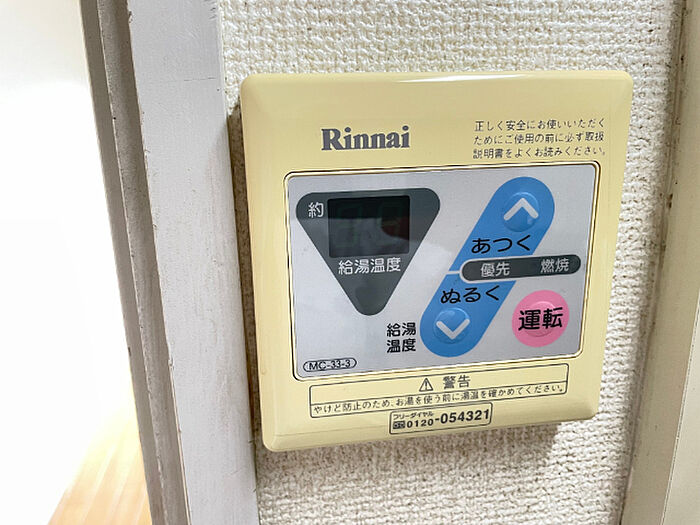 Rinnai
正しく安全にお使いいただく
ためにご使用の前に必ず取扱
説明書をよくお読みください。
約
給湯温度
あつく
優先 燃焼
ぬるく
給湯
温度
運転
MC-33-3
⚠ 警告
やけど防止のため、お湯を使う前に湯温を確かめてください。
フリーダイヤル
0120-054321